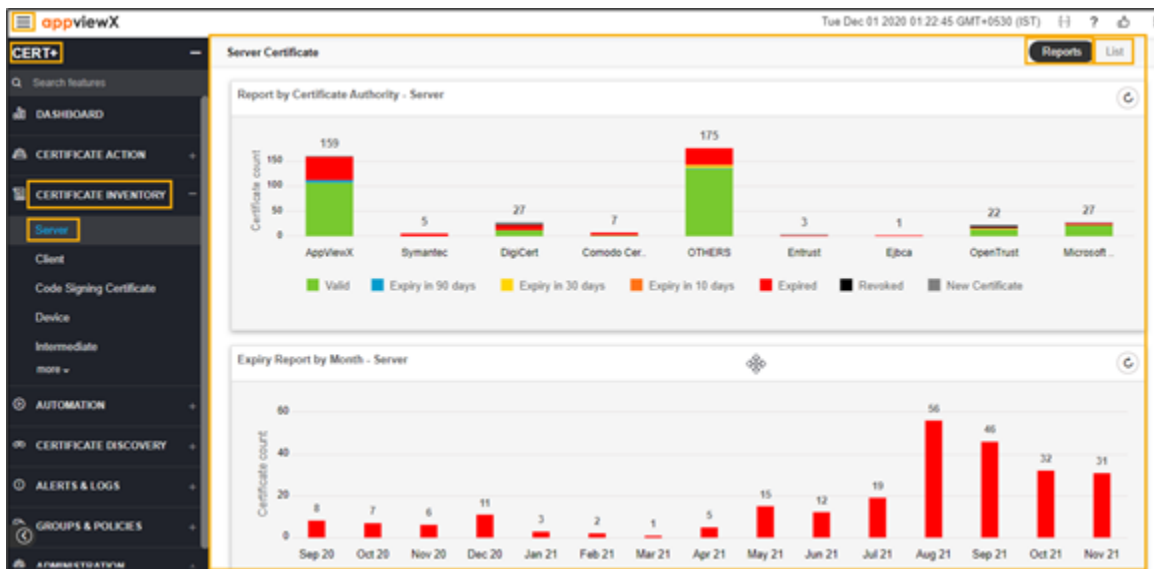 appviewX
Tue Dec 01 2020 01:22:45 GMT+0530 (IST)
?
CERT+
Search features
DASHBOARD
CERTIFICATE ACTION +
CERTIFICATE INVENTORY
Server
Client
Code Signing Certificate
Device
Intermediate
more
AUTOMATION +
CERTIFICATE DISCOVERY +
ALERTS & LOGS +
GROUPS & POLICIES +
ADMINISTRATION
Server Certificate
Reports List
Report by Certificate Authority - Server
Certificate count
150
100
50
0
159 5 27 7 175 3 1 22 27
AppViewX Symantec DigiCert Comodo Cer.. OTHERS Entrust Ejbca OpenTrust Microsoft ..
Valid Expiry in 90 days Expiry in 30 days Expiry in 10 days Expired Revoked New Certificate
Expiry Report by Month - Server
Certificate count
60
40
20
0
8 7 6 11 3 2 1 5 15 12 19 56 46 32 31
Sep 20 Oct 20 Nov 20 Dec 20 Jan 21 Feb 21 Mar 21 Apr 21 May 21 Jun 21 Jul 21 Aug 21 Sep 21 Oct 21 Nov 21